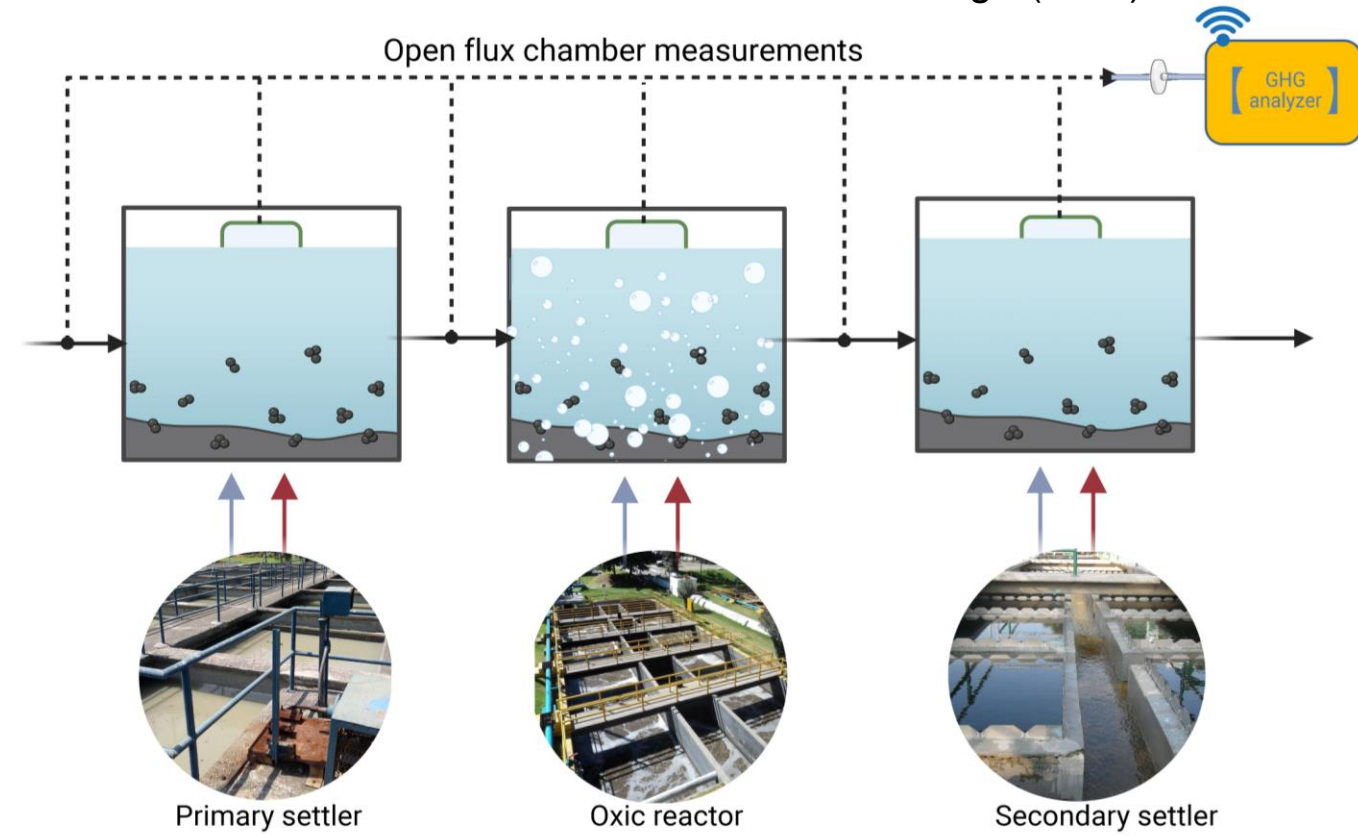 Open flux chamber measurements
GHG
analyzer
Primary settler
Oxic reactor
Secondary settler